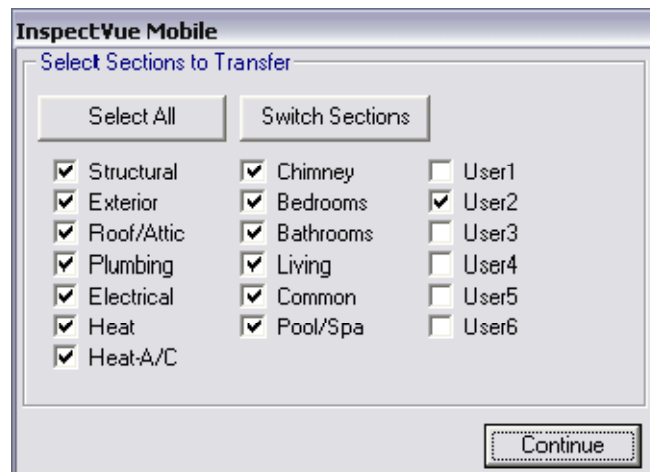 InspectVue Mobile
Select Sections to Transfer
Select All Switch Sections
Structural Chimney User1
Exterior Bedrooms User2
Roof/Attic Bathrooms User3
Plumbing Living User4
Electrical Common User5
Heat Pool/Spa User6
Heat-A/C
Continue